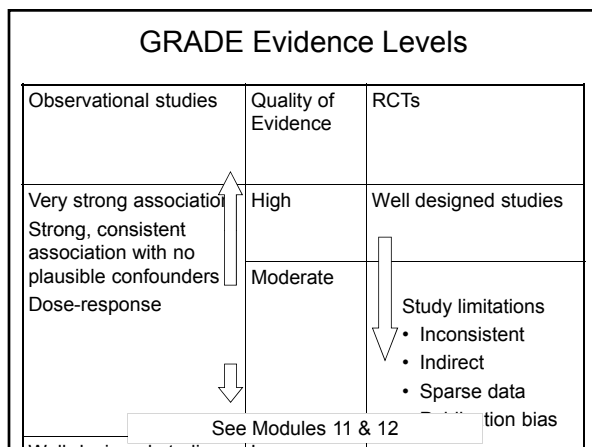 GRADE Evidence Levels
Observational studies
Quality of
Evidence
RCTs
Very strong association
Strong, consistent
association with no
plausible confounders
Dose-response
High
Well designed studies
Moderate
Study limitations
• Inconsistent
• Indirect
• Sparse data
• Publication bias
See Modules 11 & 12